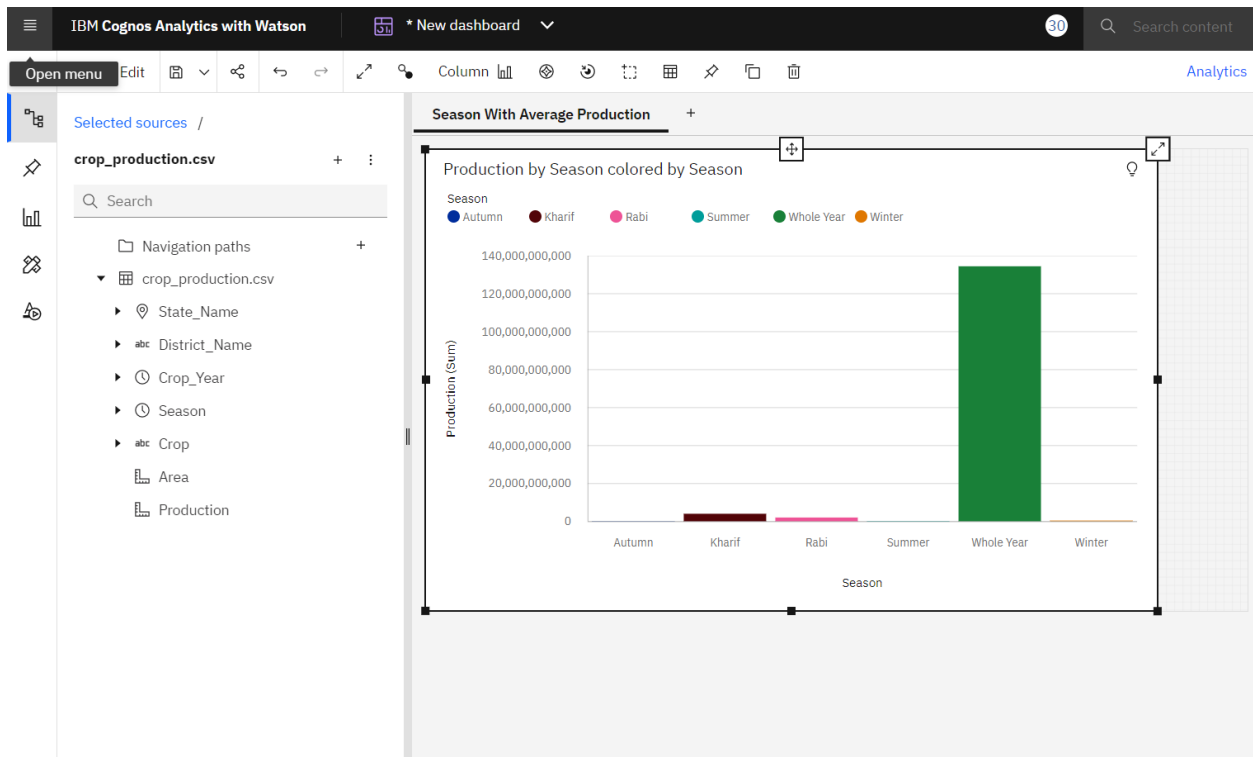 IBM Cognos Analytics with Watson
* New dashboard
30
Search content
Open menu
Edit
Column
Analytics
Selected sources /
Season With Average Production
+
crop_production.csv
+
Search
Navigation paths
+
crop_production.csv
State_Name
abc District_Name
Crop_Year
Season
abc Crop
Area
Production
Production by Season colored by Season
Season
Autumn Kharif Rabi Summer Whole Year Winter
Production (Sum)
140,000,000,000
120,000,000,000
100,000,000,000
80,000,000,000
60,000,000,000
40,000,000,000
20,000,000,000
0
Autumn Kharif Rabi Summer Whole Year Winter
Season